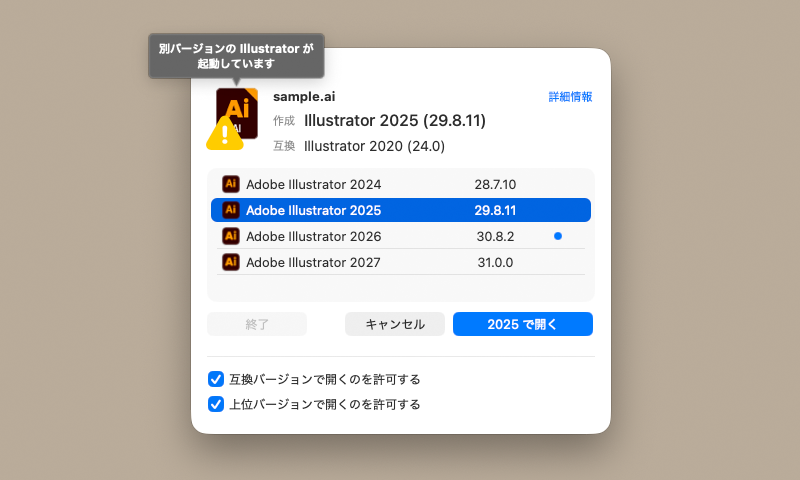 別バージョンの Illustrator が
起動しています
Ai
AI
sample.ai
詳細情報
作成 Illustrator 2025 (29.8.11)
互換 Illustrator 2020 (24.0)
Ai Adobe Illustrator 2024 28.7.10
Ai Adobe Illustrator 2025 29.8.11
Ai Adobe Illustrator 2026 30.8.2
Ai Adobe Illustrator 2027 31.0.0
終了 キャンセル 2025 で開く
互換バージョンで開くのを許可する
上位バージョンで開くのを許可する